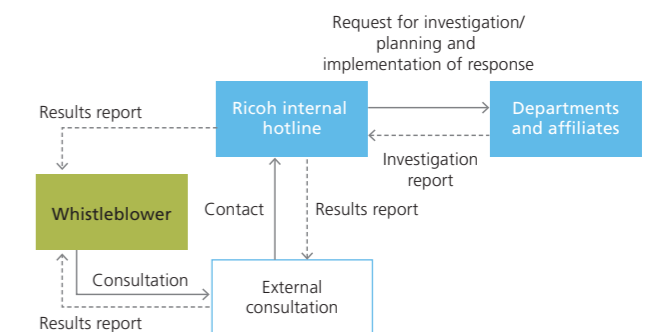 Request for investigation/
planning and
implementation of response
Results report
Ricoh internal
hotline
Departments
and affiliates
Investigation
report
Whistleblower
Contact
Results report
Consultation
External
consultation
Results report